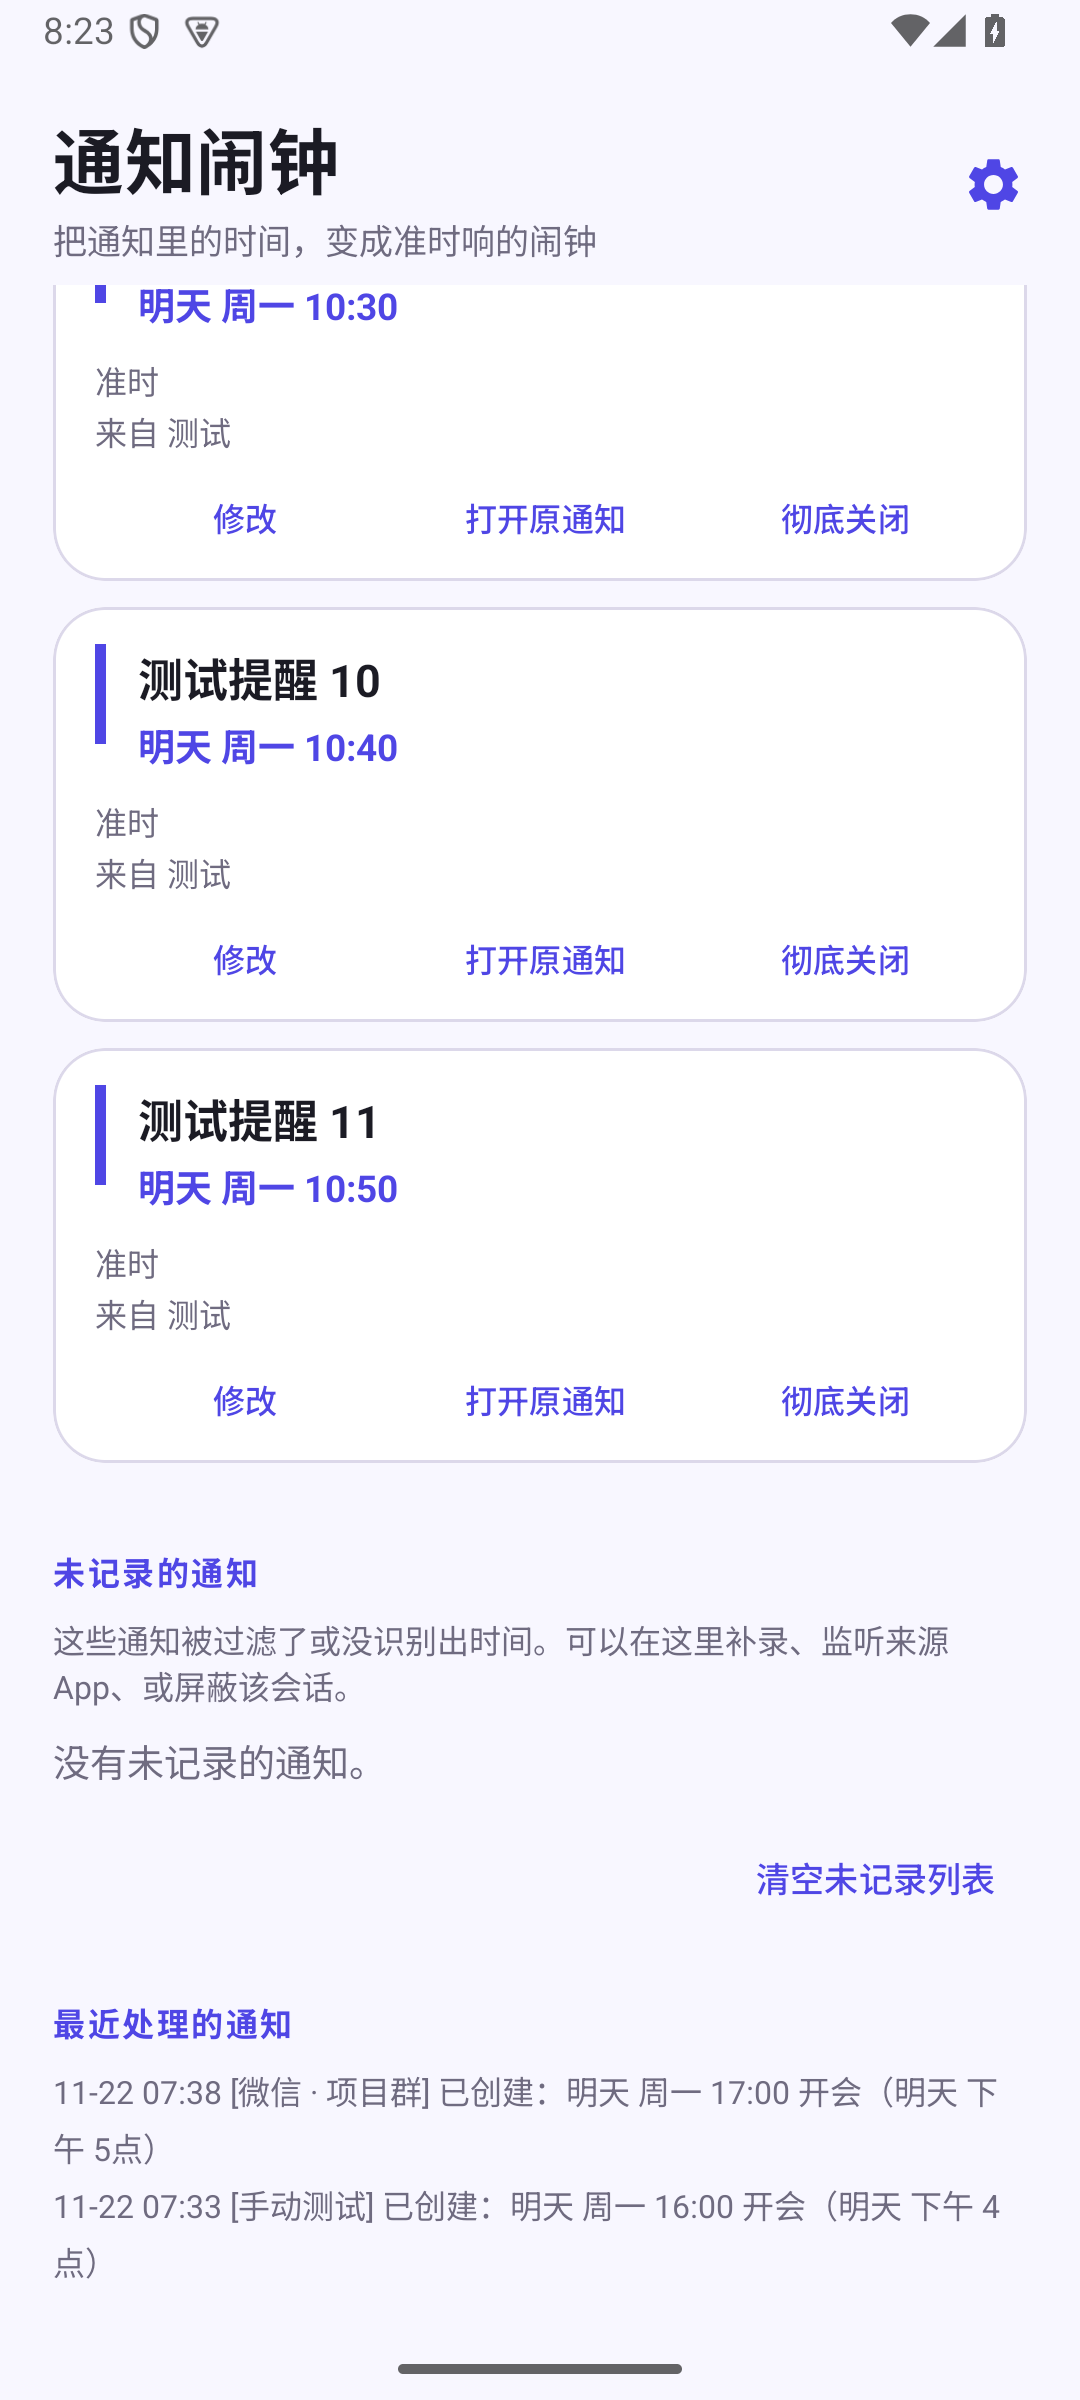 8:23
通知闹钟
把通知里的时间，变成准时响的闹钟
明天 周一 10:30
准时
来自 测试
修改 打开原通知 彻底关闭
测试提醒 10
明天 周一 10:40
准时
来自 测试
修改 打开原通知 彻底关闭
测试提醒 11
明天 周一 10:50
准时
来自 测试
修改 打开原通知 彻底关闭
未记录的通知
这些通知被过滤了或没识别出时间。可以在这里补录、监听来源
App、或屏蔽该会话。
没有未记录的通知。
清空未记录列表
最近处理的通知
11-22 07:38 [微信 · 项目群] 已创建：明天 周一 17:00 开会（明天 下
午 5点）
11-22 07:33 [手动测试] 已创建：明天 周一 16:00 开会（明天 下午 4
点）